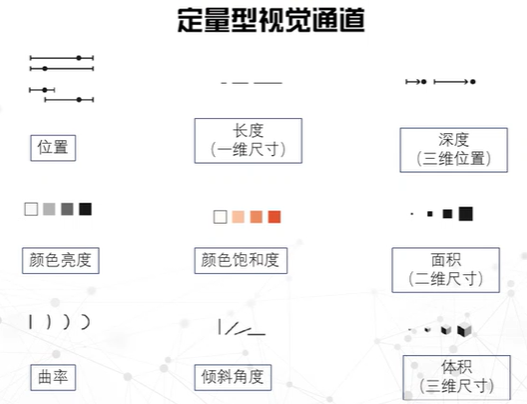 定量型视觉通道
位置
长度
（一维尺寸）
深度
（三维位置）
颜色亮度
颜色饱和度
面积
（二维尺寸）
曲率
倾斜角度
体积
（三维尺寸）